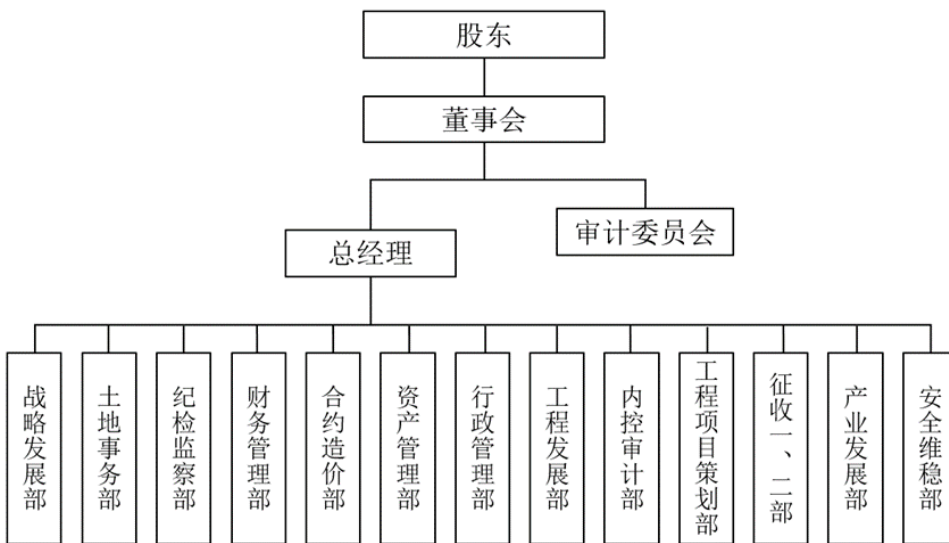 股东
董事会
审计委员会
总经理
战略发展部
土地事务部
纪检监察部
财务管理部
合约造价部
资产管理部
行政管理部
工程发展部
内控审计部
工程项目策划部
征收一、二部
产业发展部
安全维稳部